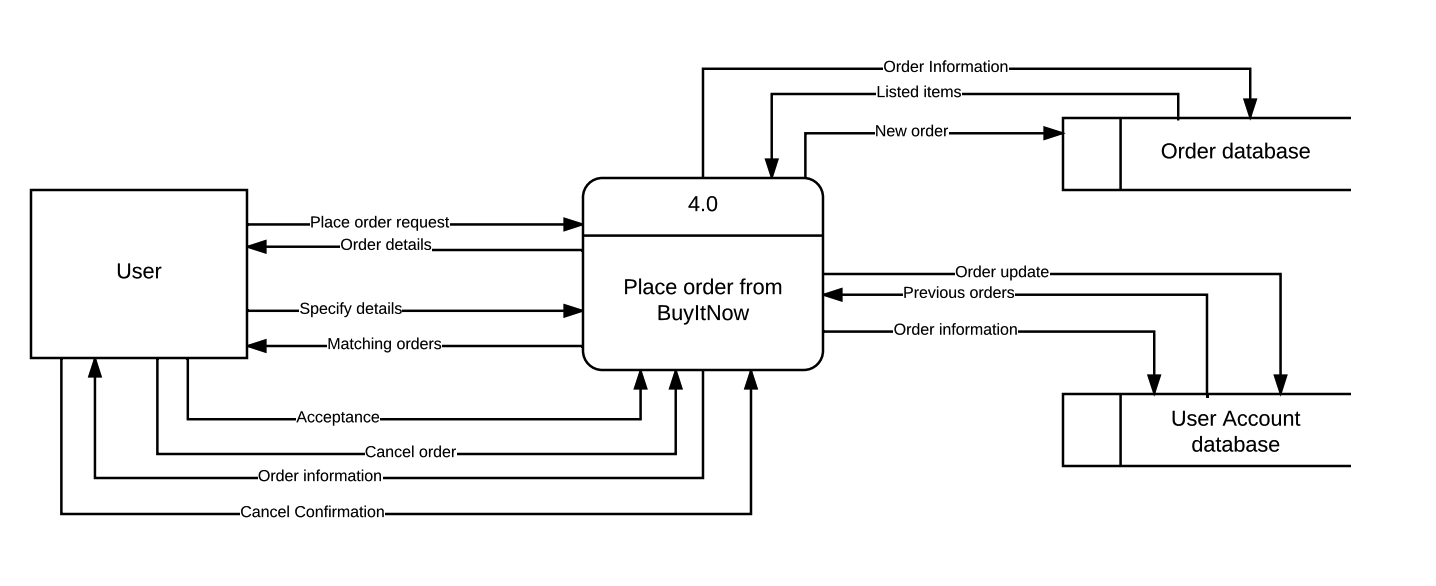 Order Information
Listed items
New order
Order database
4.0
Place order from
BuyItNow
User
Place order request
Order details
Specify details
Matching orders
Order update
Previous orders
Order information
User Account
database
Acceptance
Cancel order
Order information
Cancel Confirmation